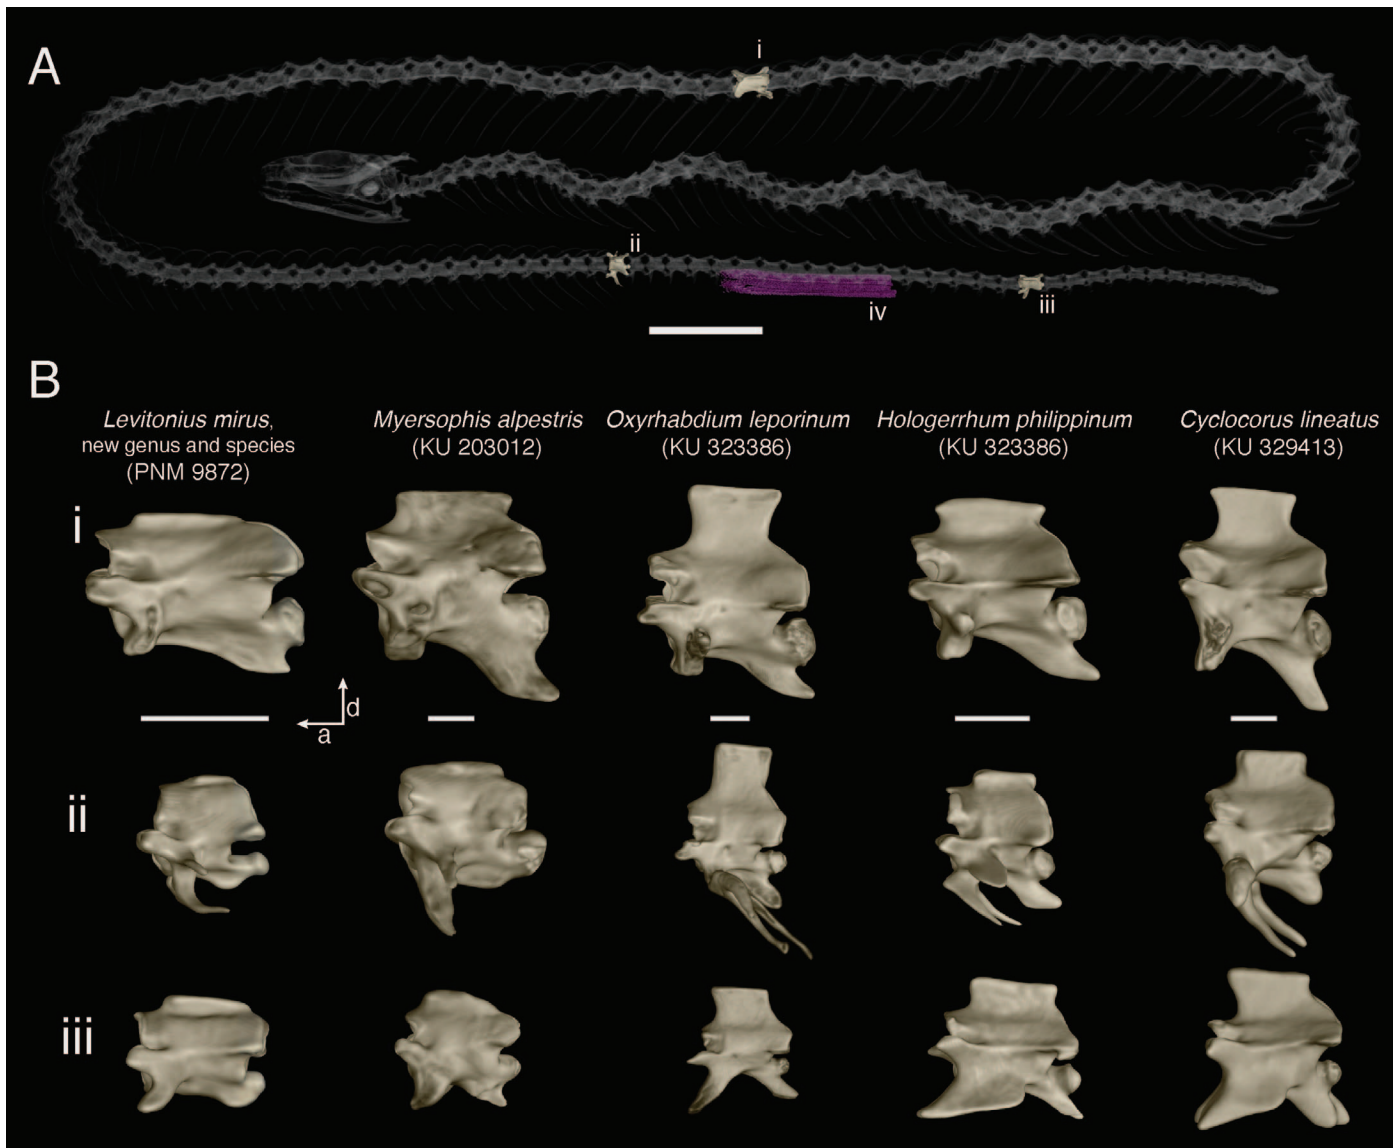 A
i
ii
iv
iii
B
Levitonius mirus,
new genus and species
(PNM 9872)
Myersophis alpestris
(KU 203012)
Oxyrhabdium leporinum
(KU 323386)
Hologerrhum philippinum
(KU 323386)
Cyclocorus lineatus
(KU 329413)
i
d
a
ii
iii